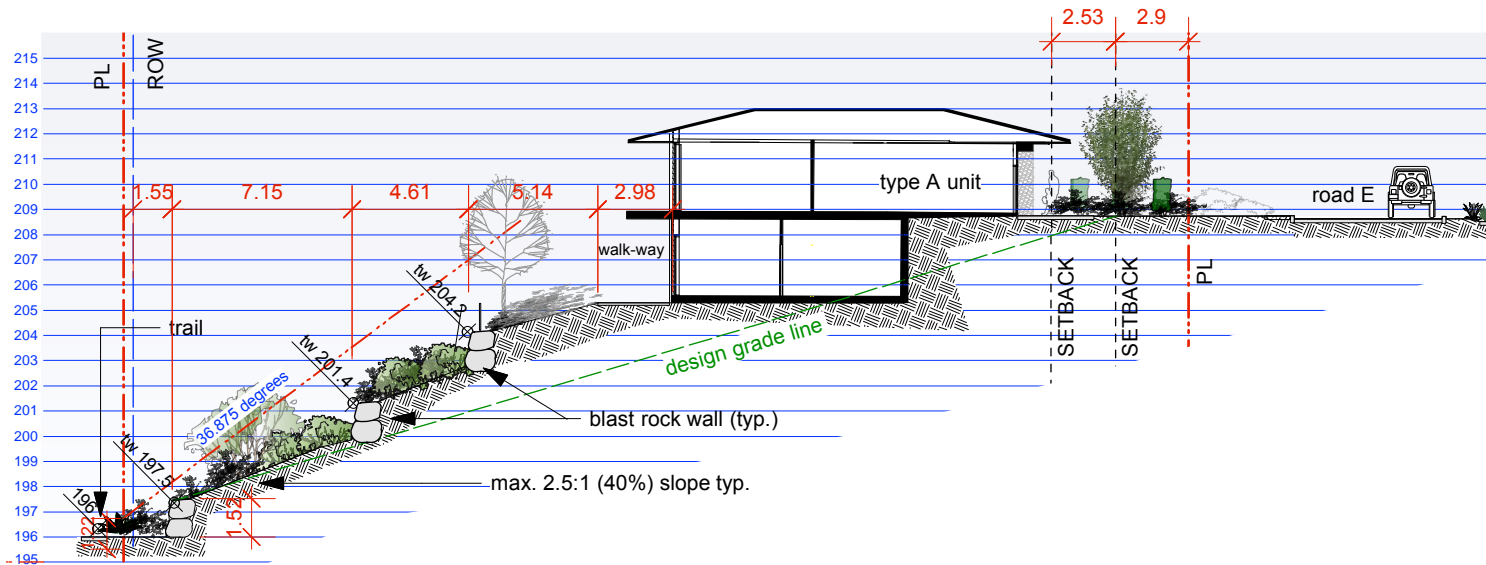 2.53
2.9
215
214
213
212
211
210
209
208
207
206
205
204
203
202
201
200
199
198
197
196
195
PL
ROW
1.55
7.15
4.61
5.14
2.98
type A unit
road E
walk-way
tw 204.2
trail
tw 201.4
36.875 degrees
tw 197.5
196
1.22
1.52
design grade line
blast rock wall (typ.)
max. 2.5:1 (40%) slope typ.
SETBACK
SETBACK
PL